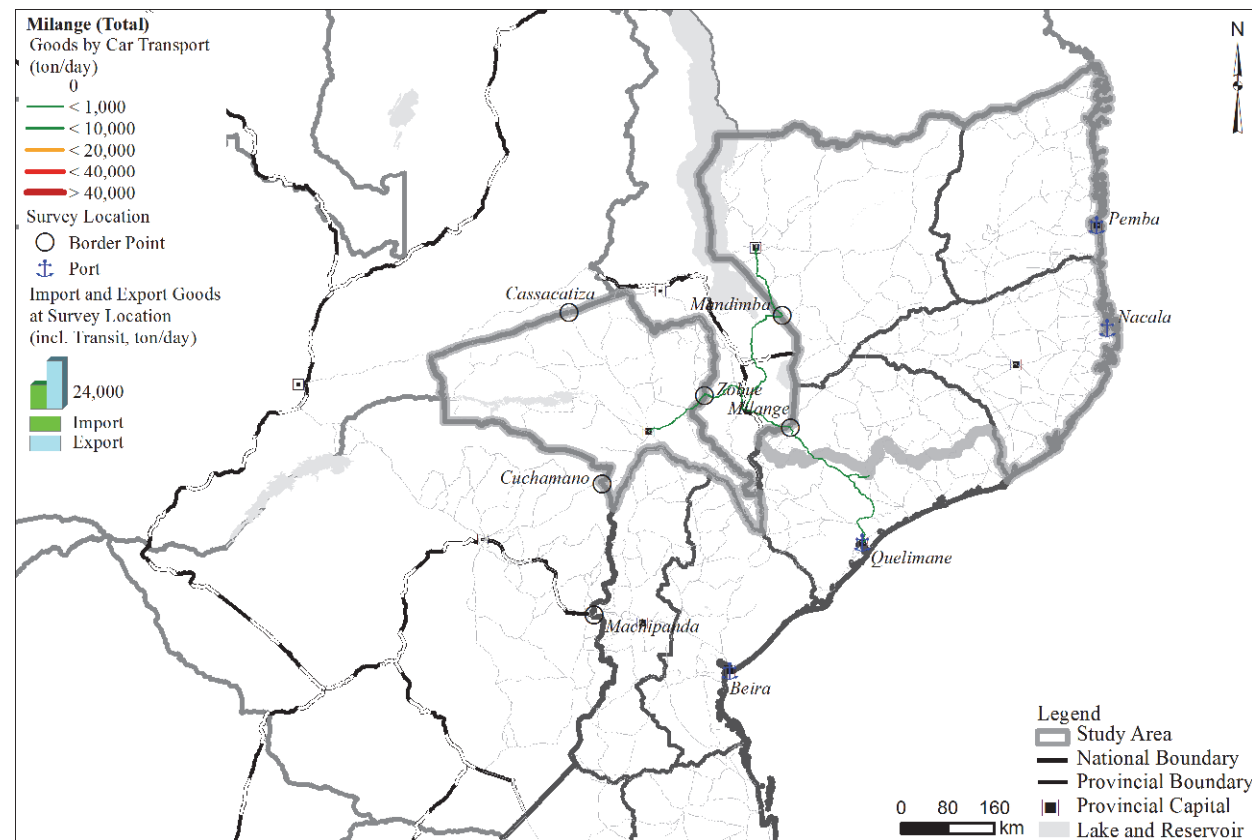 Milange (Total)
Goods by Car Transport
(ton/day)
0
< 1,000
< 10,000
< 20,000
< 40,000
> 40,000
Survey Location
Border Point
Port
Import and Export Goods
at Survey Location
(incl. Transit, ton/day)
24,000
Import
Export
N
Pemba
Cassacatiza
Mandimba
Nacala
Zobue
Milange
Cuchamano
Quelimane
Machipanda
Beira
Legend
Study Area
National Boundary
Provincial Boundary
Provincial Capital
Lake and Reservoir
0 80 160
km